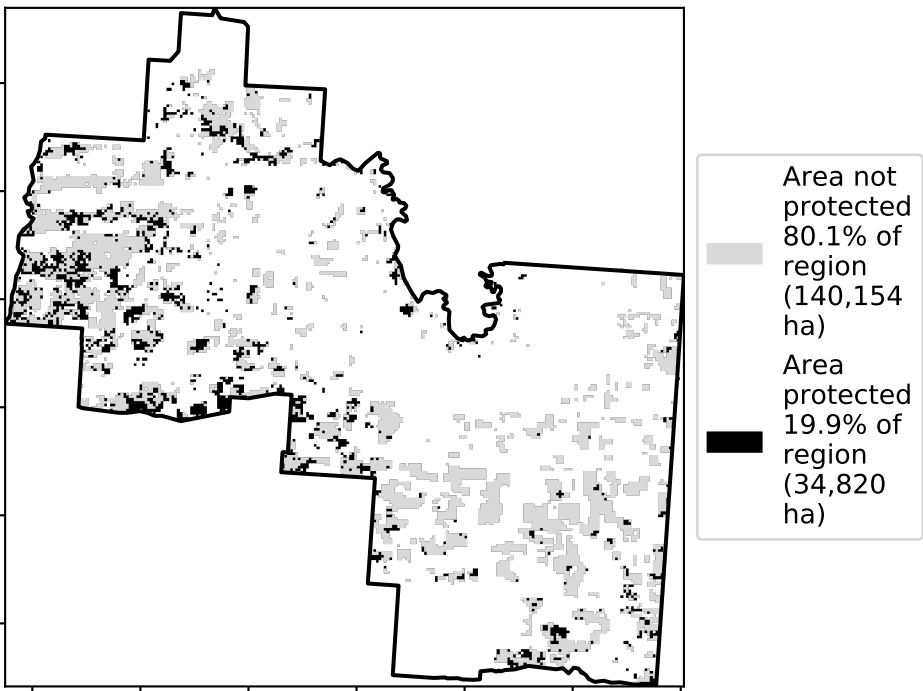 Area not
protected
80.1% of
region
(140,154
ha)
Area
protected
19.9% of
region
(34,820
ha)